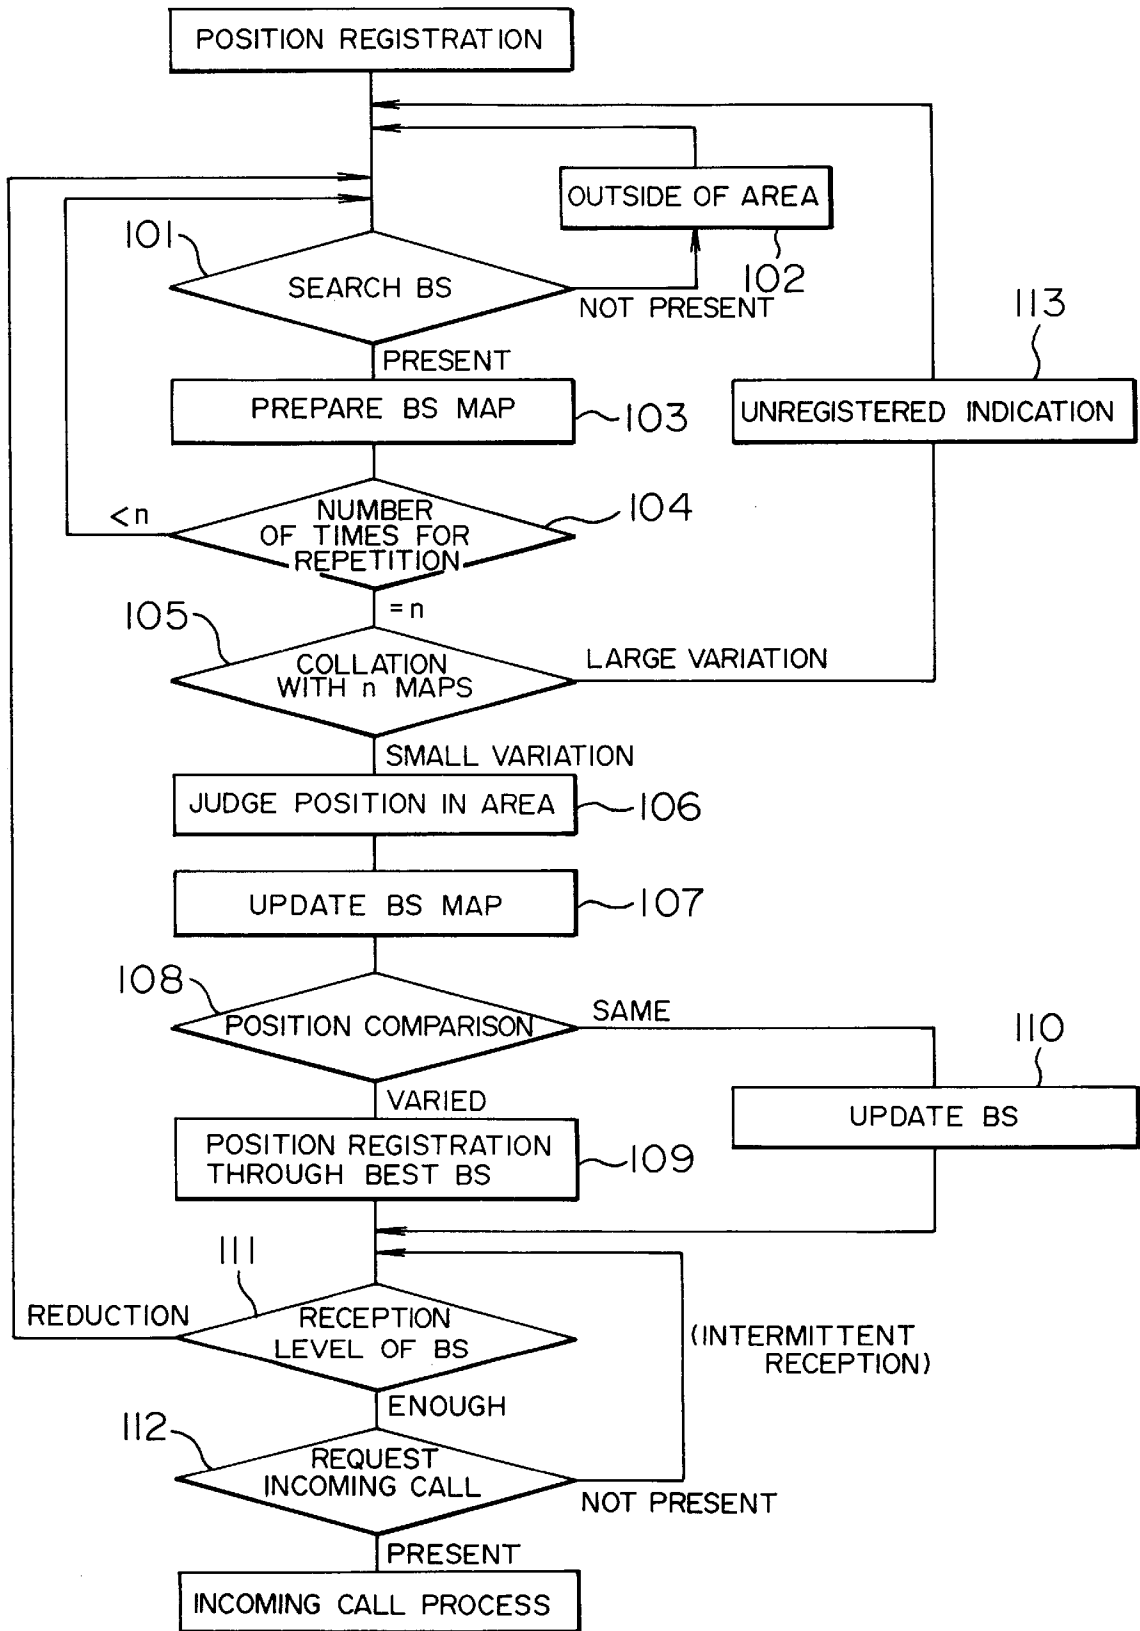 POSITION REGISTRATION
OUTSIDE OF AREA
101
102
SEARCH BS
NOT PRESENT
113
PRESENT
PREPARE BS MAP
103
UNREGISTERED INDICATION
<n
NUMBER
OF TIMES FOR
REPETITION
104
=n
105
COLLATION
WITH n MAPS
LARGE VARIATION
SMALL VARIATION
JUDGE POSITION IN AREA
106
UPDATE BS MAP
107
108
POSITION COMPARISON
SAME
110
VARIED
UPDATE BS
POSITION REGISTRATION
THROUGH BEST BS
109
111
REDUCTION
RECEPTION
LEVEL OF BS
(INTERMITTENT
RECEPTION)
ENOUGH
112
REQUEST
INCOMING CALL
NOT PRESENT
PRESENT
INCOMING CALL PROCESS